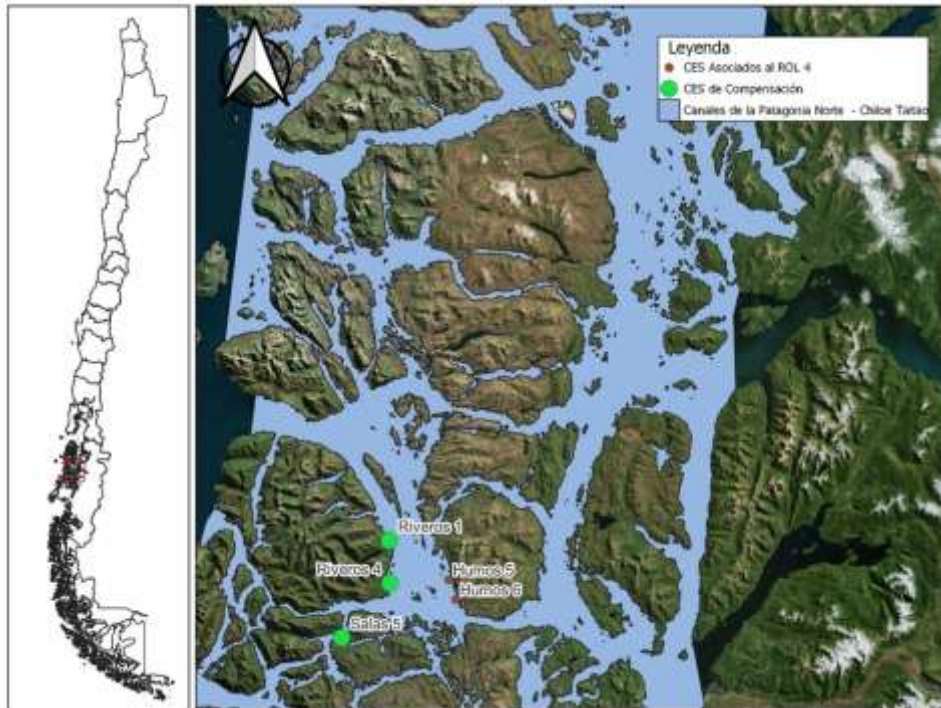 Leyenda
CES Asociados al ROL 4
CES de Compensación
Canales de la Patagonia Norte - Chiloe Taitao
Riveros 1
Riveros 4
Humos 5
Humos 6
Salas 5